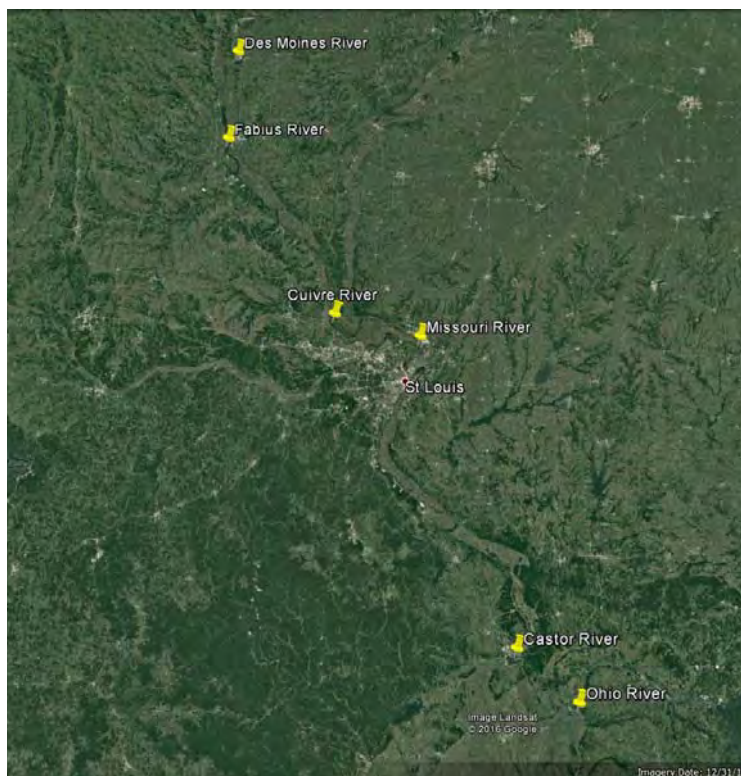 Des Moines River
Fabius River
Cuivre River
Missouri River
St Louis
Castor River
Ohio River
Image Landsat
© 2016 Google
Imagery Date: 12/31/1